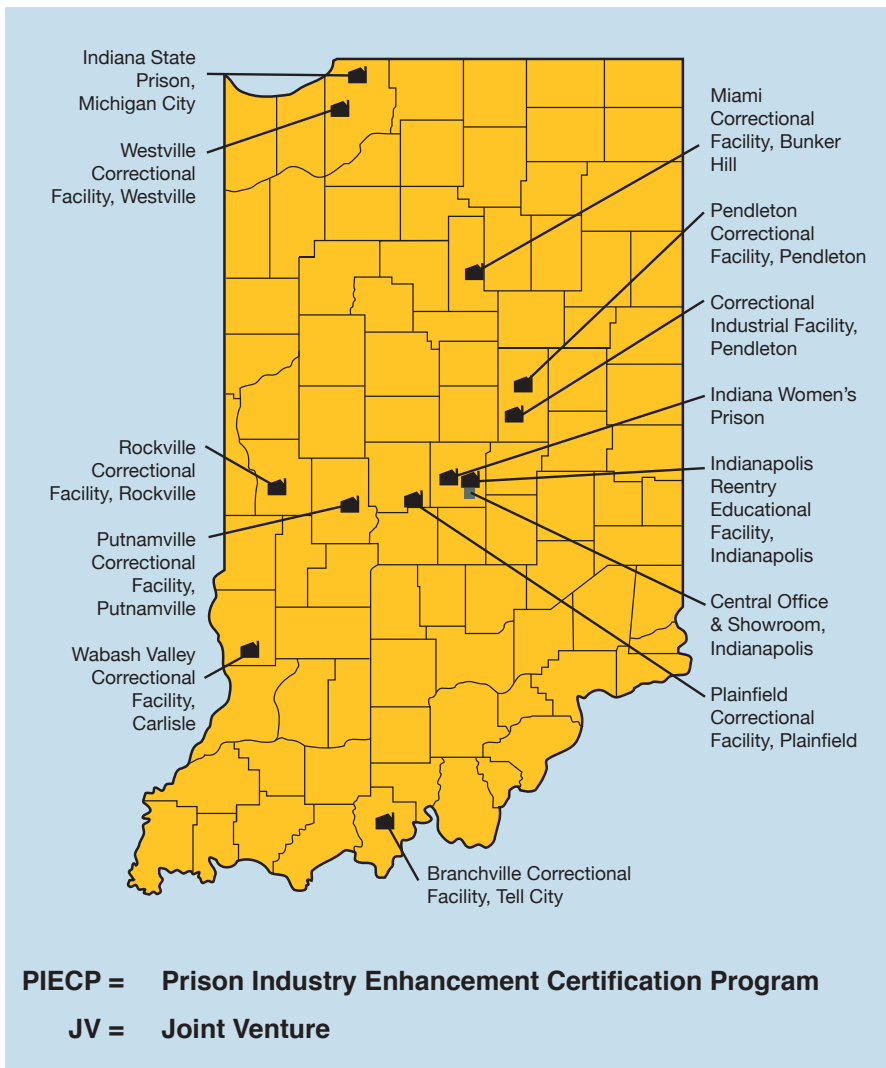 Indiana State
Prison,
Michigan City
Westville
Correctional
Facility, Westville
Rockville
Correctional
Facility, Rockville
Putnamville
Correctional
Facility,
Putnamville
Wabash Valley
Correctional
Facility,
Carlisle
Miami
Correctional
Facility, Bunker
Hill
Pendleton
Correctional
Facility, Pendleton
Correctional
Industrial Facility,
Pendleton
Indiana Women’s
Prison
Indianapolis
Reentry
Educational
Facility,
Indianapolis
Central Office
& Showroom,
Indianapolis
Plainfield
Correctional
Facility, Plainfield
Branchville Correctional
Facility, Tell City
PIECP = Prison Industry Enhancement Certification Program
JV = Joint Venture